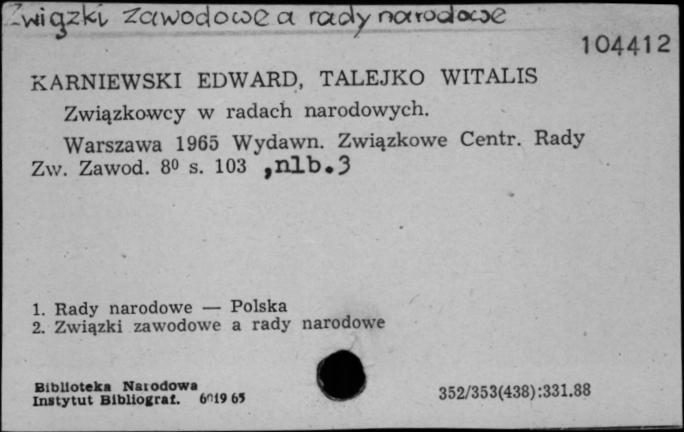 Związki zawodowe a rady narodowe
104412
KARNIEWSKI EDWARD, TALEJKO WITALIS
Związkowcy w radach narodowych.
Warszawa 1965 Wydawn. Związkowe Centr. Rady
Zw. Zawod. 8⁰ s. 103 ,nlb.3
1. Rady narodowe — Polska
2. Związki zawodowe a rady narodowe
Biblioteka Narodowa
Instytut Bibliograf. 6019 65
352/353(438):331.88